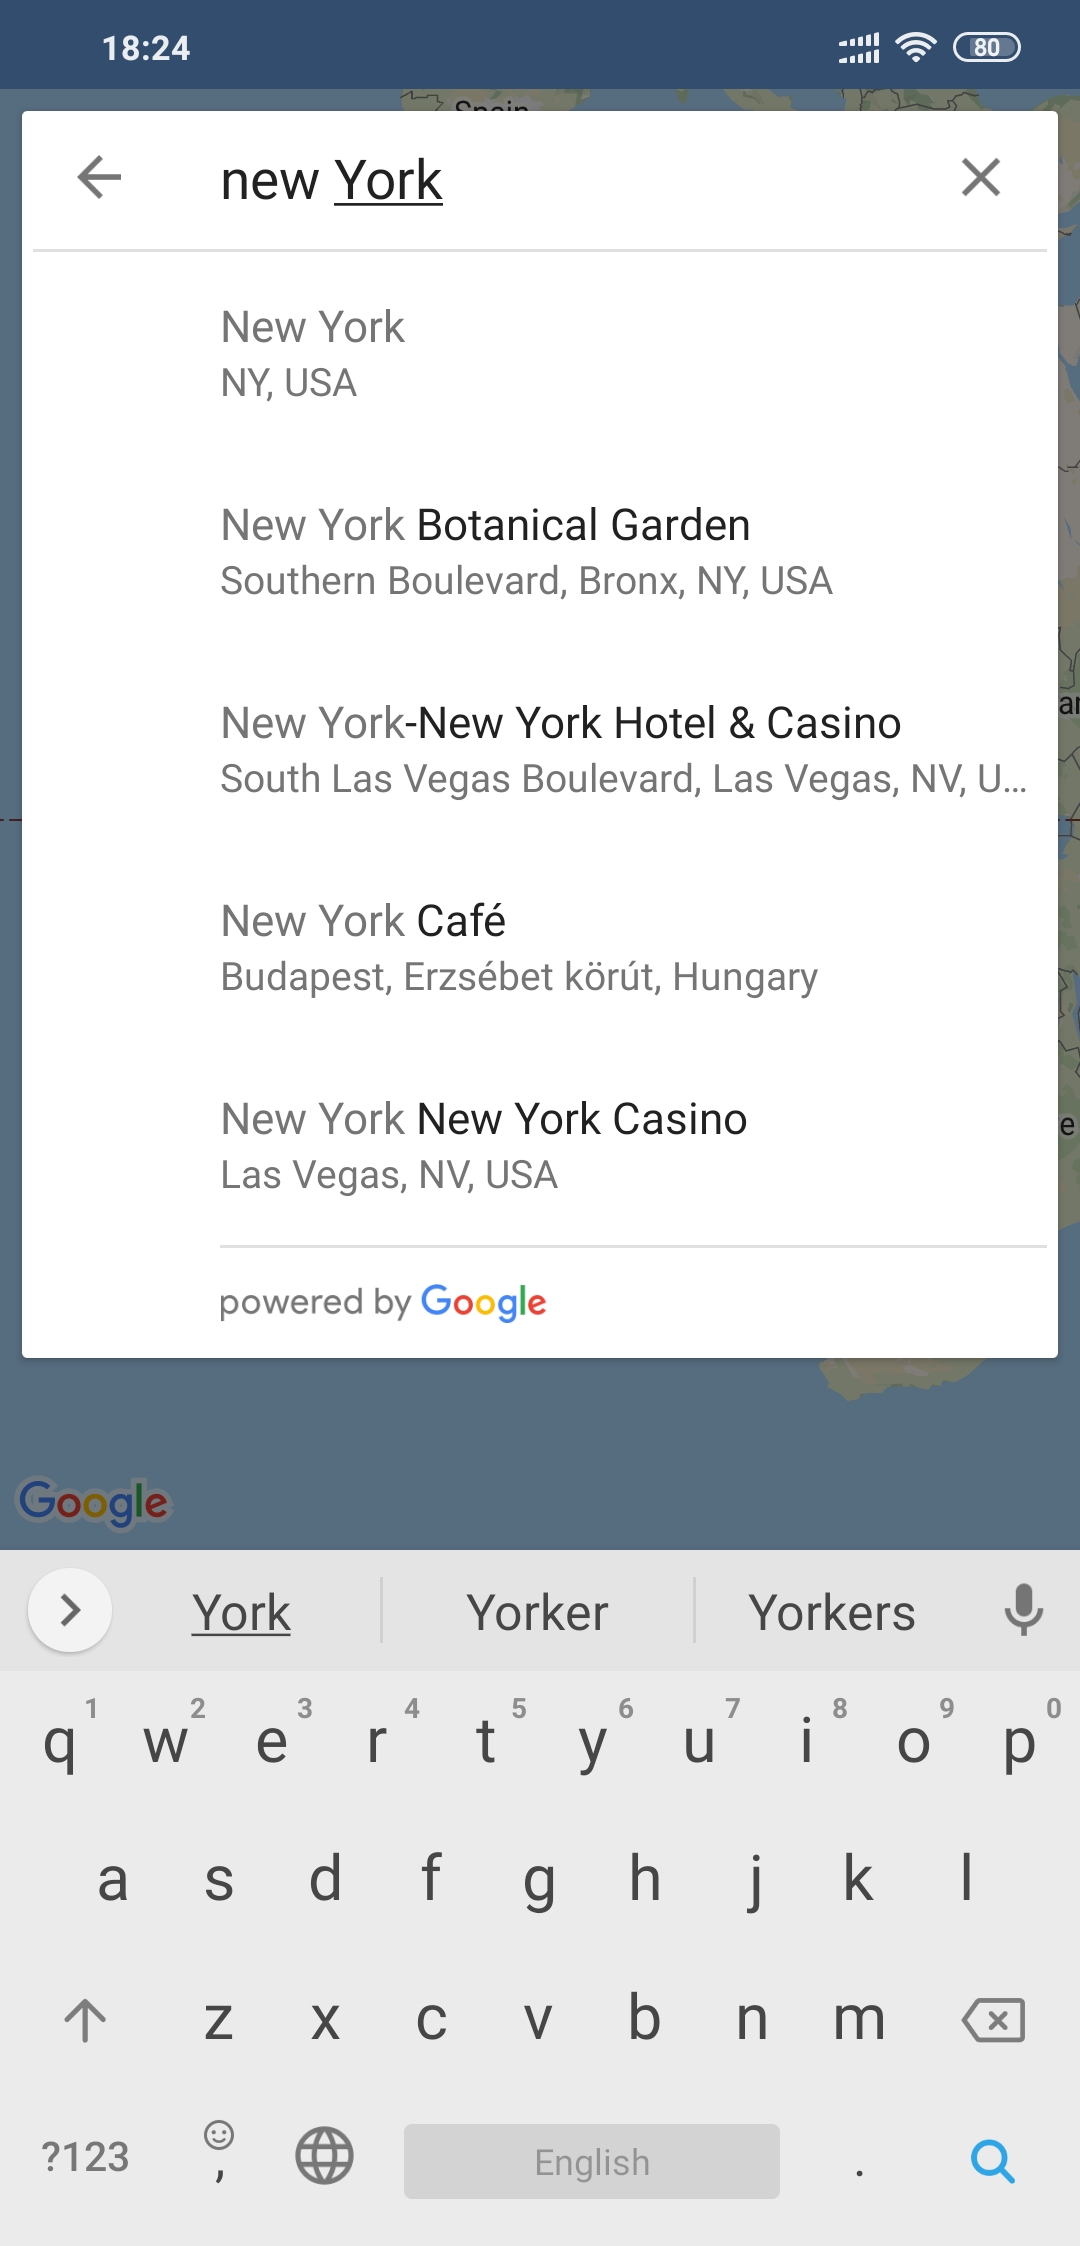 18:24
80
Spain
new York
New York
NY, USA
New York Botanical Garden
Southern Boulevard, Bronx, NY, USA
New York-New York Hotel & Casino
South Las Vegas Boulevard, Las Vegas, NV, U...
New York Café
Budapest, Erzsébet körút, Hungary
New York New York Casino
Las Vegas, NV, USA
powered by Google
Google
York Yorker Yorkers
1 2 3 4 5 6 7 8 9 0
q w e r t y u i o p
a s d f g h j k l
z x c v b n m
?123 , English .